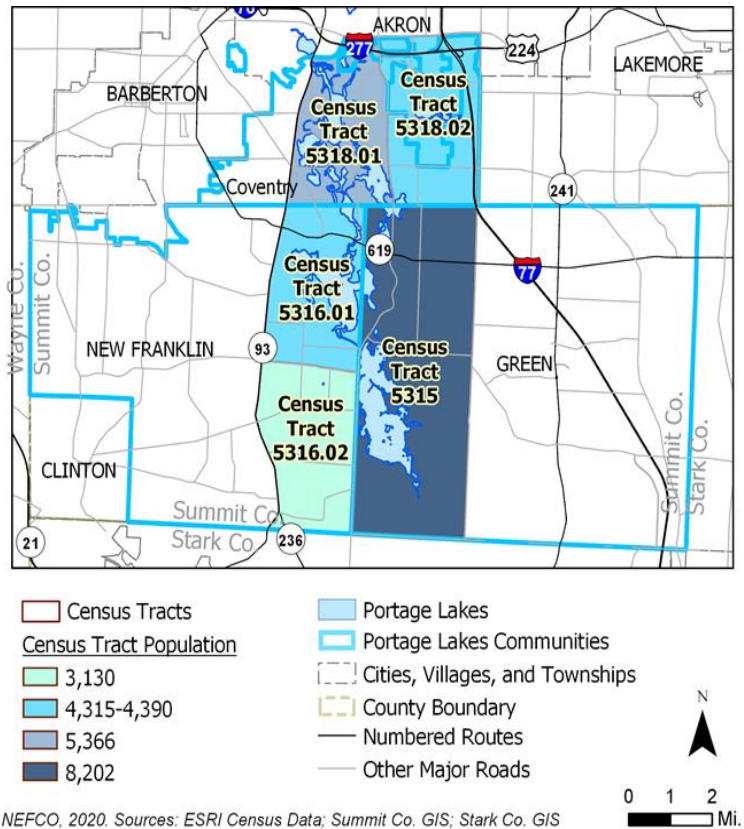 76
AKRON
277
224
LAKEMORE
BARBERTON
Census
Tract
5318.01
Census
Tract
5318.02
Coventry
241
619
77
Wayne Co.
Summit Co.
Census
Tract
5316.01
NEW FRANKLIN
93
Census
Tract
5315
GREEN
Census
Tract
5316.02
CLINTON
Summit Co.
Stark Co.
Summit Co.
Stark Co.
21
236
Census Tracts
Census Tract Population
3,130
4,315-4,390
5,366
8,202
Portage Lakes
Portage Lakes Communities
Cities, Villages, and Townships
County Boundary
Numbered Routes
Other Major Roads
N
0 1 2
Mi.
NEFCO, 2020. Sources: ESRI Census Data; Summit Co. GIS; Stark Co. GIS